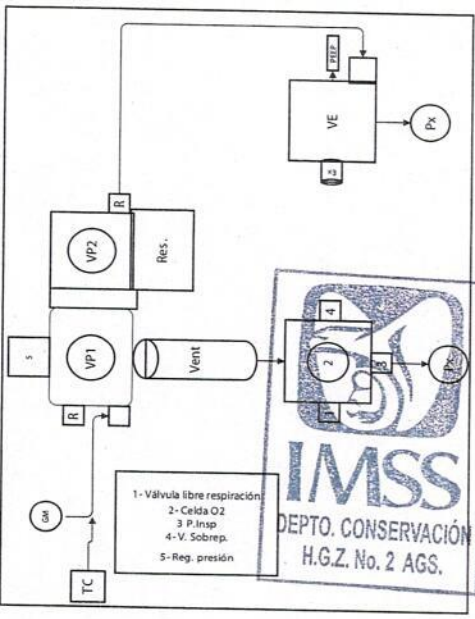 5
VP1
R
VP2
R
Res.
PEEP
VE
Px
GM
TC
Vent
1- Válvula libre respiración
2- Celda O2
3 P.Insp
4- V. Sobrep.
5- Reg. presión
2
4
3
Px
IMSS
DEPTO. CONSERVACIÓN
H.G.Z. No. 2 AGS.